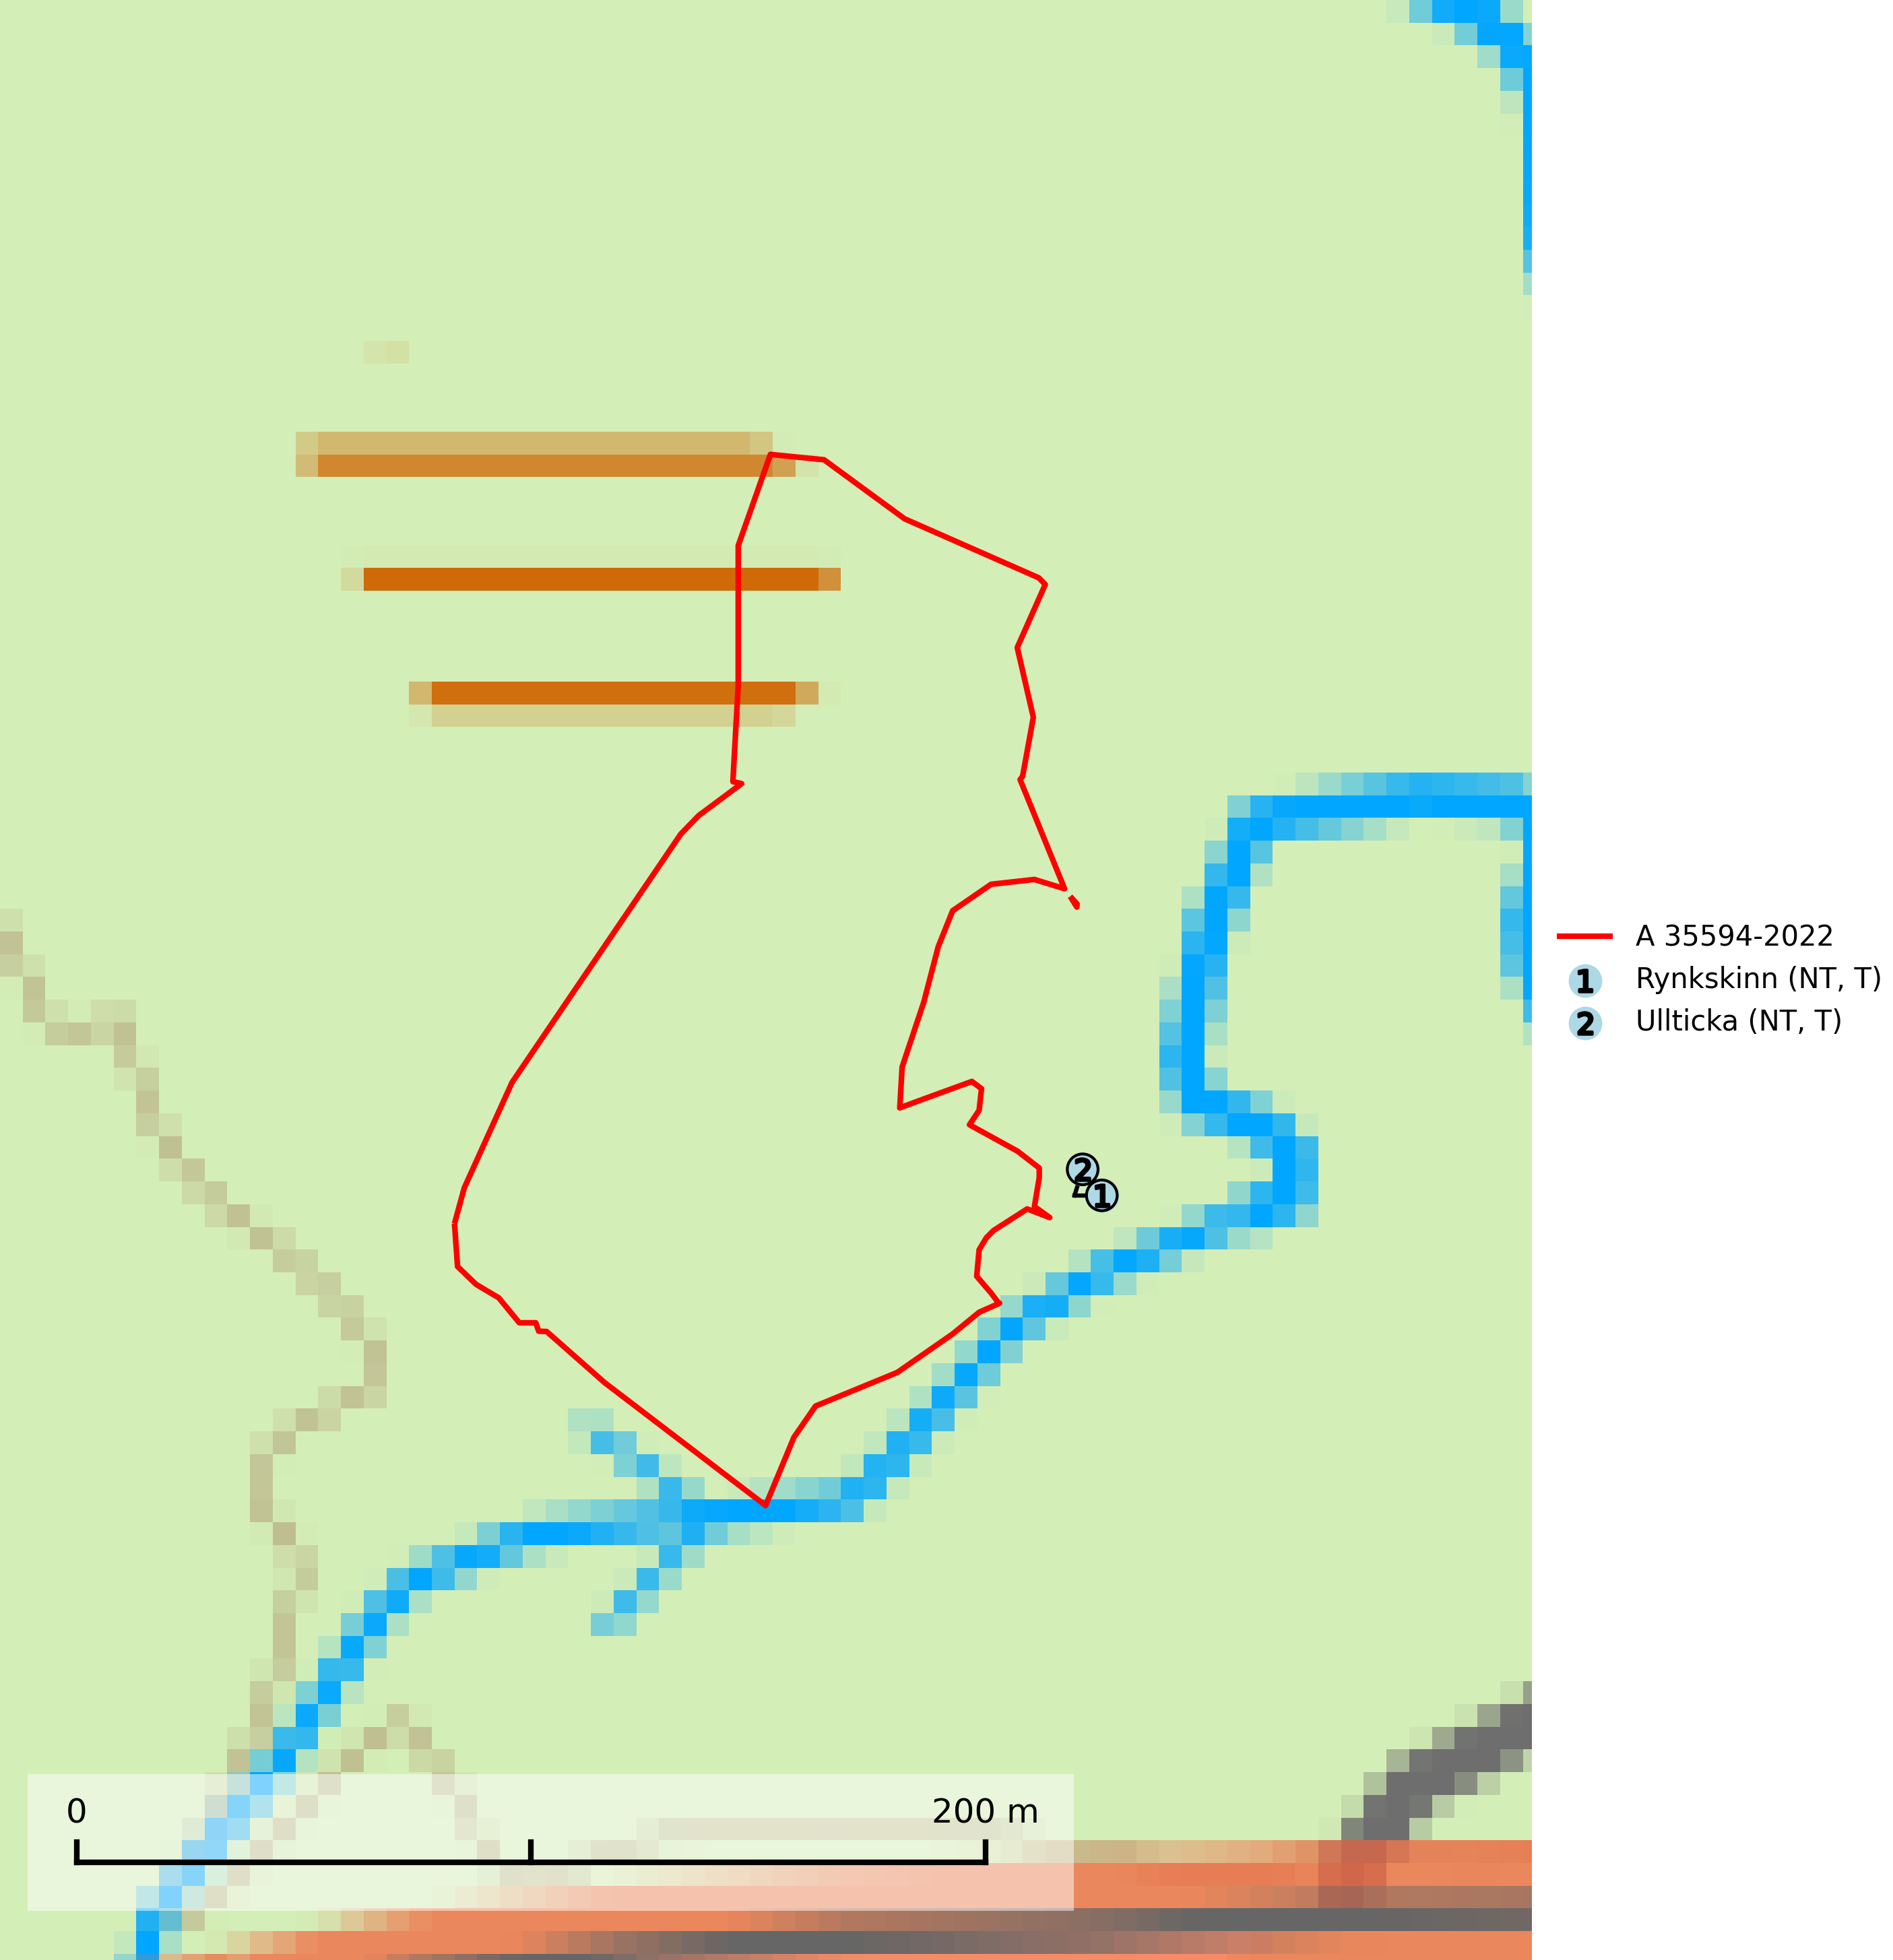 A 35594-2022
1 Rynkskinn (NT, T)
2 Ullticka (NT, T)
2
1
0 200 m